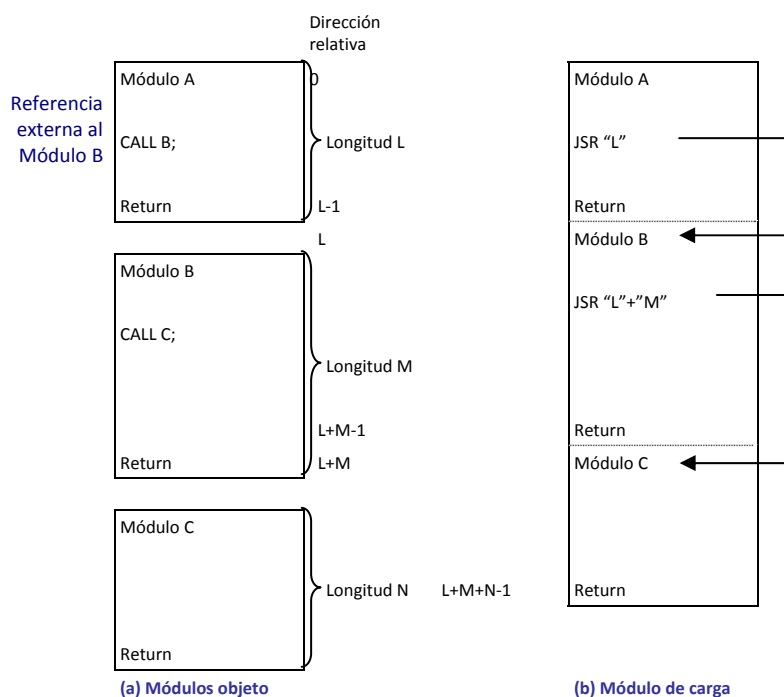 Dirección
relativa
Módulo A
0
Referencia
externa al
Módulo B
CALL B;
Longitud L
Return
L-1
L
Módulo B
CALL C;
Longitud M
L+M-1
Return
L+M
Módulo C
Longitud N
L+M+N-1
Return
(a) Módulos objeto
Módulo A
JSR “L”
Return
Módulo B
JSR “L”+”M”
Return
Módulo C
Return
(b) Módulo de carga